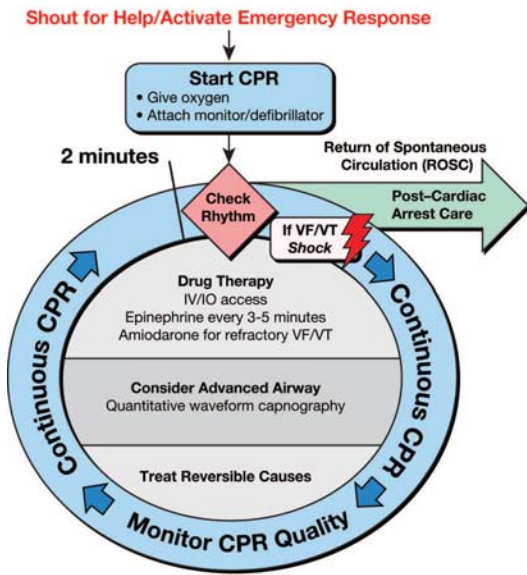 Shout for Help/Activate Emergency Response
Start CPR
• Give oxygen
• Attach monitor/defibrillator
2 minutes
Return of Spontaneous
Circulation (ROSC)
Check
Rhythm
Post–Cardiac
Arrest Care
If VF/VT
Shock
Drug Therapy
IV/IO access
Epinephrine every 3-5 minutes
Amiodarone for refractory VF/VT
Consider Advanced Airway
Quantitative waveform capnography
Treat Reversible Causes
Continuous CPR
Continuous CPR
Monitor CPR Quality